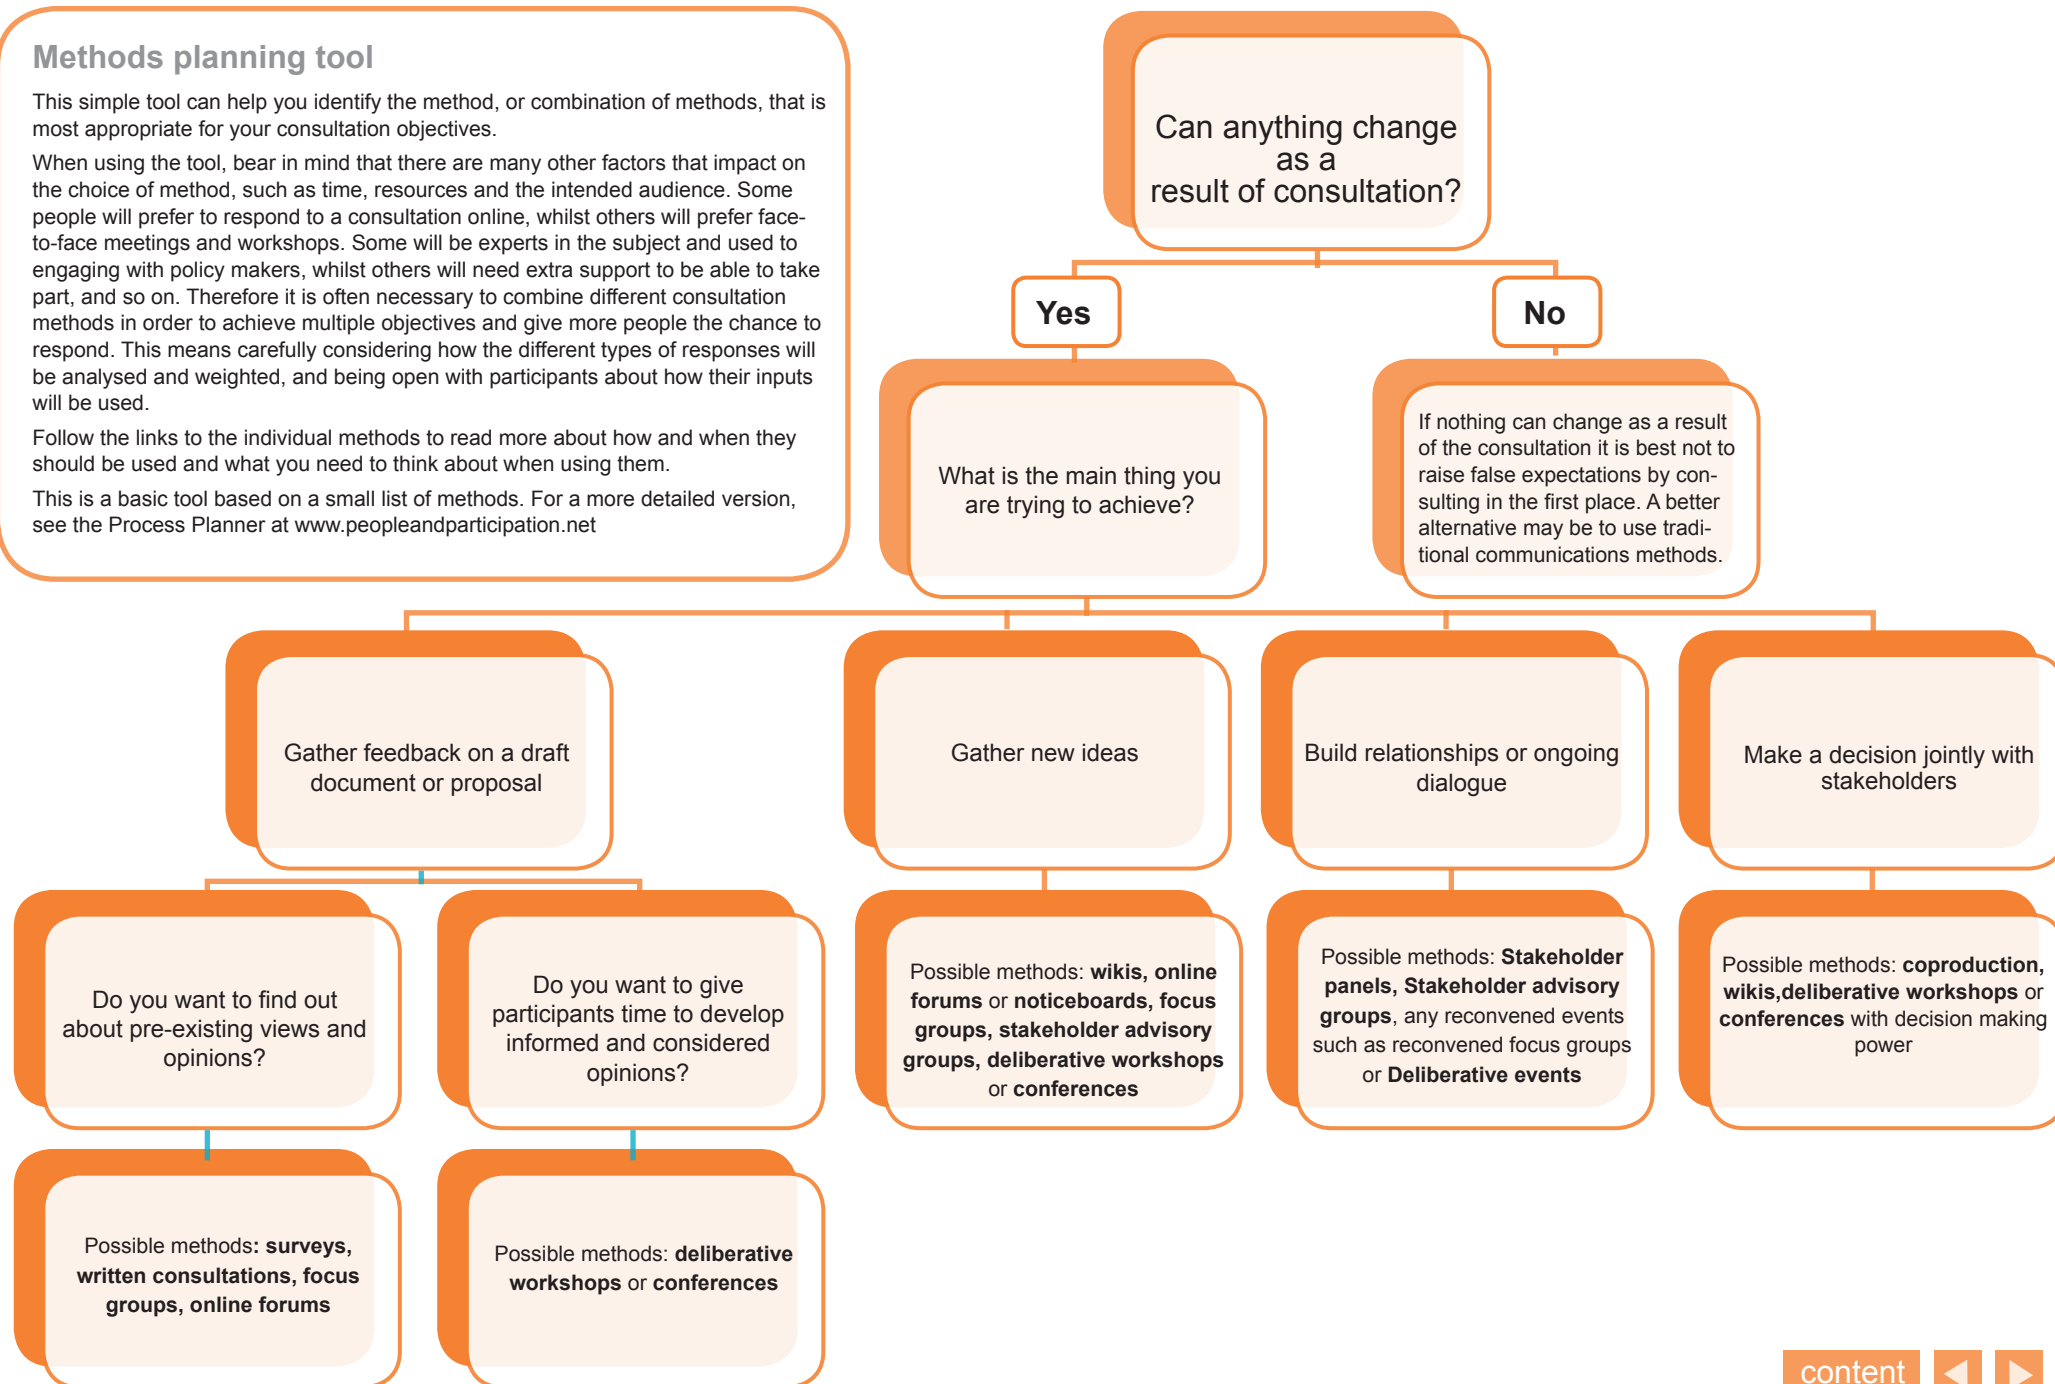 Methods planning tool
This simple tool can help you identify the method, or combination of methods, that is
most appropriate for your consultation objectives.
When using the tool, bear in mind that there are many other factors that impact on
the choice of method, such as time, resources and the intended audience. Some
people will prefer to respond to a consultation online, whilst others will prefer face-
to-face meetings and workshops. Some will be experts in the subject and used to
engaging with policy makers, whilst others will need extra support to be able to take
part, and so on. Therefore it is often necessary to combine different consultation
methods in order to achieve multiple objectives and give more people the chance to
respond. This means carefully considering how the different types of responses will
be analysed and weighted, and being open with participants about how their inputs
will be used.
Follow the links to the individual methods to read more about how and when they
should be used and what you need to think about when using them.
This is a basic tool based on a small list of methods. For a more detailed version,
see the Process Planner at www.peopleandparticipation.net
Can anything change
as a
result of consultation?
Yes
No
What is the main thing you
are trying to achieve?
If nothing can change as a result
of the consultation it is best not to
raise false expectations by con-
sulting in the first place. A better
alternative may be to use tradi-
tional communications methods.
Gather feedback on a draft
document or proposal
Gather new ideas
Build relationships or ongoing
dialogue
Make a decision jointly with
stakeholders
Do you want to find out
about pre-existing views and
opinions?
Do you want to give
participants time to develop
informed and considered
opinions?
Possible methods: wikis, online
forums or noticeboards, focus
groups, stakeholder advisory
groups, deliberative workshops
or conferences
Possible methods: Stakeholder
panels, Stakeholder advisory
groups, any reconvened events
such as reconvened focus groups
or Deliberative events
Possible methods: coproduction,
wikis,deliberative workshops or
conferences with decision making
power
Possible methods: surveys,
written consultations, focus
groups, online forums
Possible methods: deliberative
workshops or conferences
content